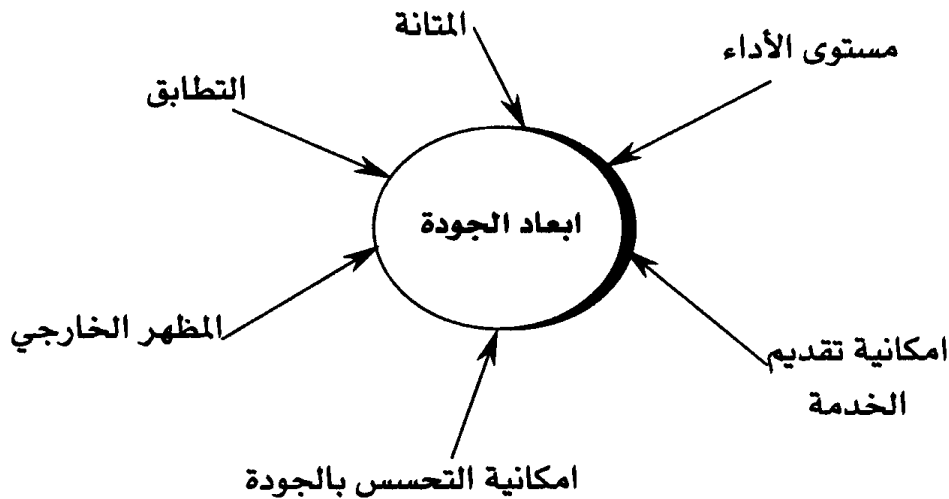 المتانة
مستوى الأداء
التطابق
ابعاد الجودة
المظهر الخارجي
امكانية تقديم
الخدمة
امكانية التحسس بالجودة